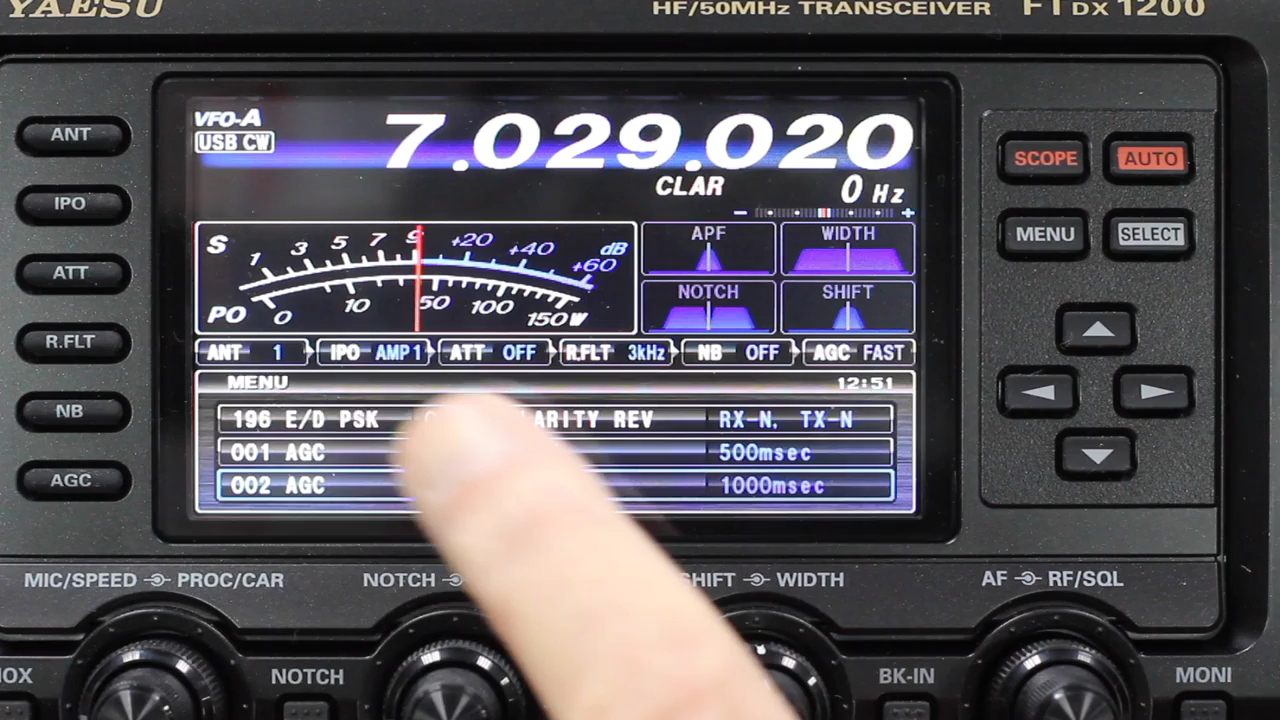 YAESU
HF/50MHz TRANSCEIVER FTDX 1200
ANT
IPO
ATT
R.FLT
NB
AGC
VFO-A
USB CW
7.029.020
CLAR 0 Hz
- +
S 1 3 5 7 9 +20 +40 +60 dB
PO 0 10 50 100 150 W
APF
WIDTH
NOTCH
SHIFT
ANT 1 IPO AMP1 ATT OFF R.FLT 3kHz NB OFF AGC FAST
MENU 12:51
196 E/D PSK REV RX-N, TX-N
001 AGC 500msec
002 AGC 1000msec
SCOPE
AUTO
MENU
SELECT
MIC/SPEED PROC/CAR
NOTCH
SHIFT WIDTH
AF RF/SQL
NOTCH
BK-IN
MONI